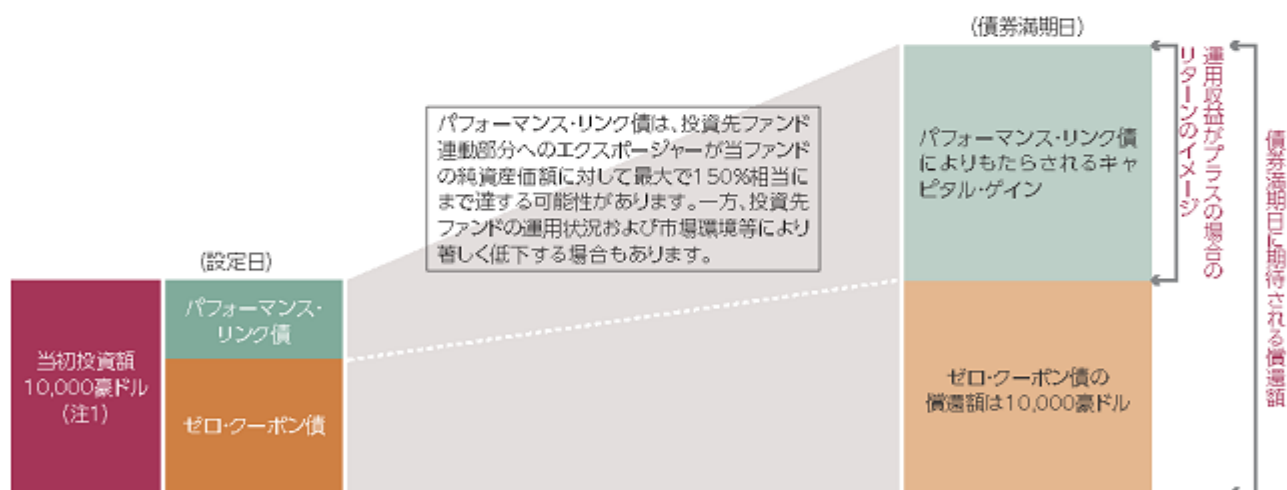 (債券満期日)
パフォーマンス・リンク債は、投資先ファンド
連動部分へのエクスポージャーが当ファンド
の純資産価額に対して最大で150%相当に
まで達する可能性があります。一方、投資先
ファンドの運用状況および市場環境等により
著しく低下する場合もあります。
(設定日)
パフォーマンス・
リンク債
当初投資額
10,000豪ドル
(注1)
ゼロ・クーポン債
パフォーマンス・リンク債
によりもたらされるキャ
ピタル・ゲイン
ゼロ・クーポン債の
償還額は10,000豪ドル
運用収益がプラスの場合の
リターンのイメージ
債券満期日に期待される償還額